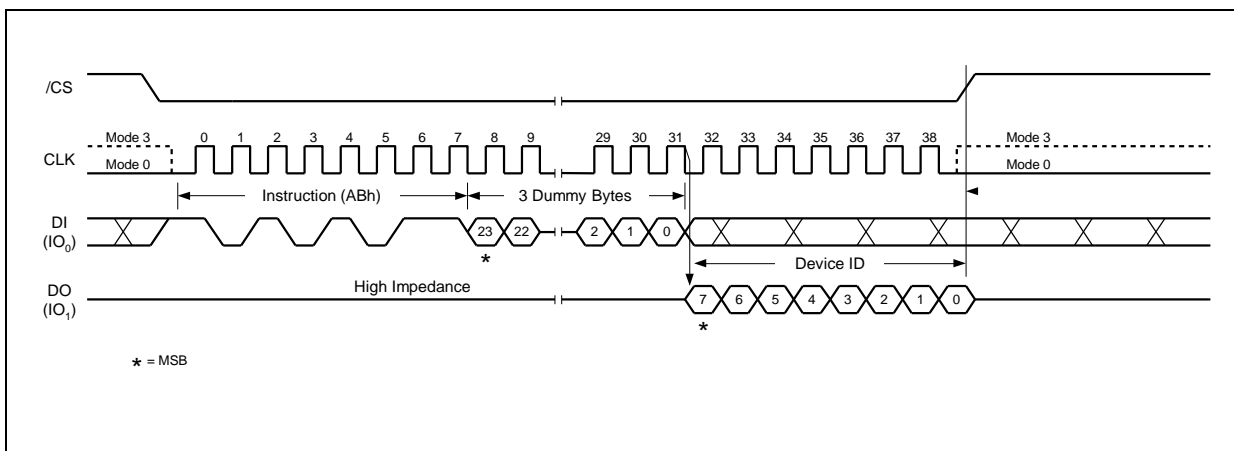 /CS
Mode 3 0 1 2 3 4 5 6 7 8 9 29 30 31 32 33 34 35 36 37 38 Mode 3
CLK
Mode 0 Mode 0
Instruction (ABh) 3 Dummy Bytes
DI
(IO0)
23 22 2 1 0
*
Device ID
High Impedance
DO
(IO1)
7 6 5 4 3 2 1 0
*
* = MSB